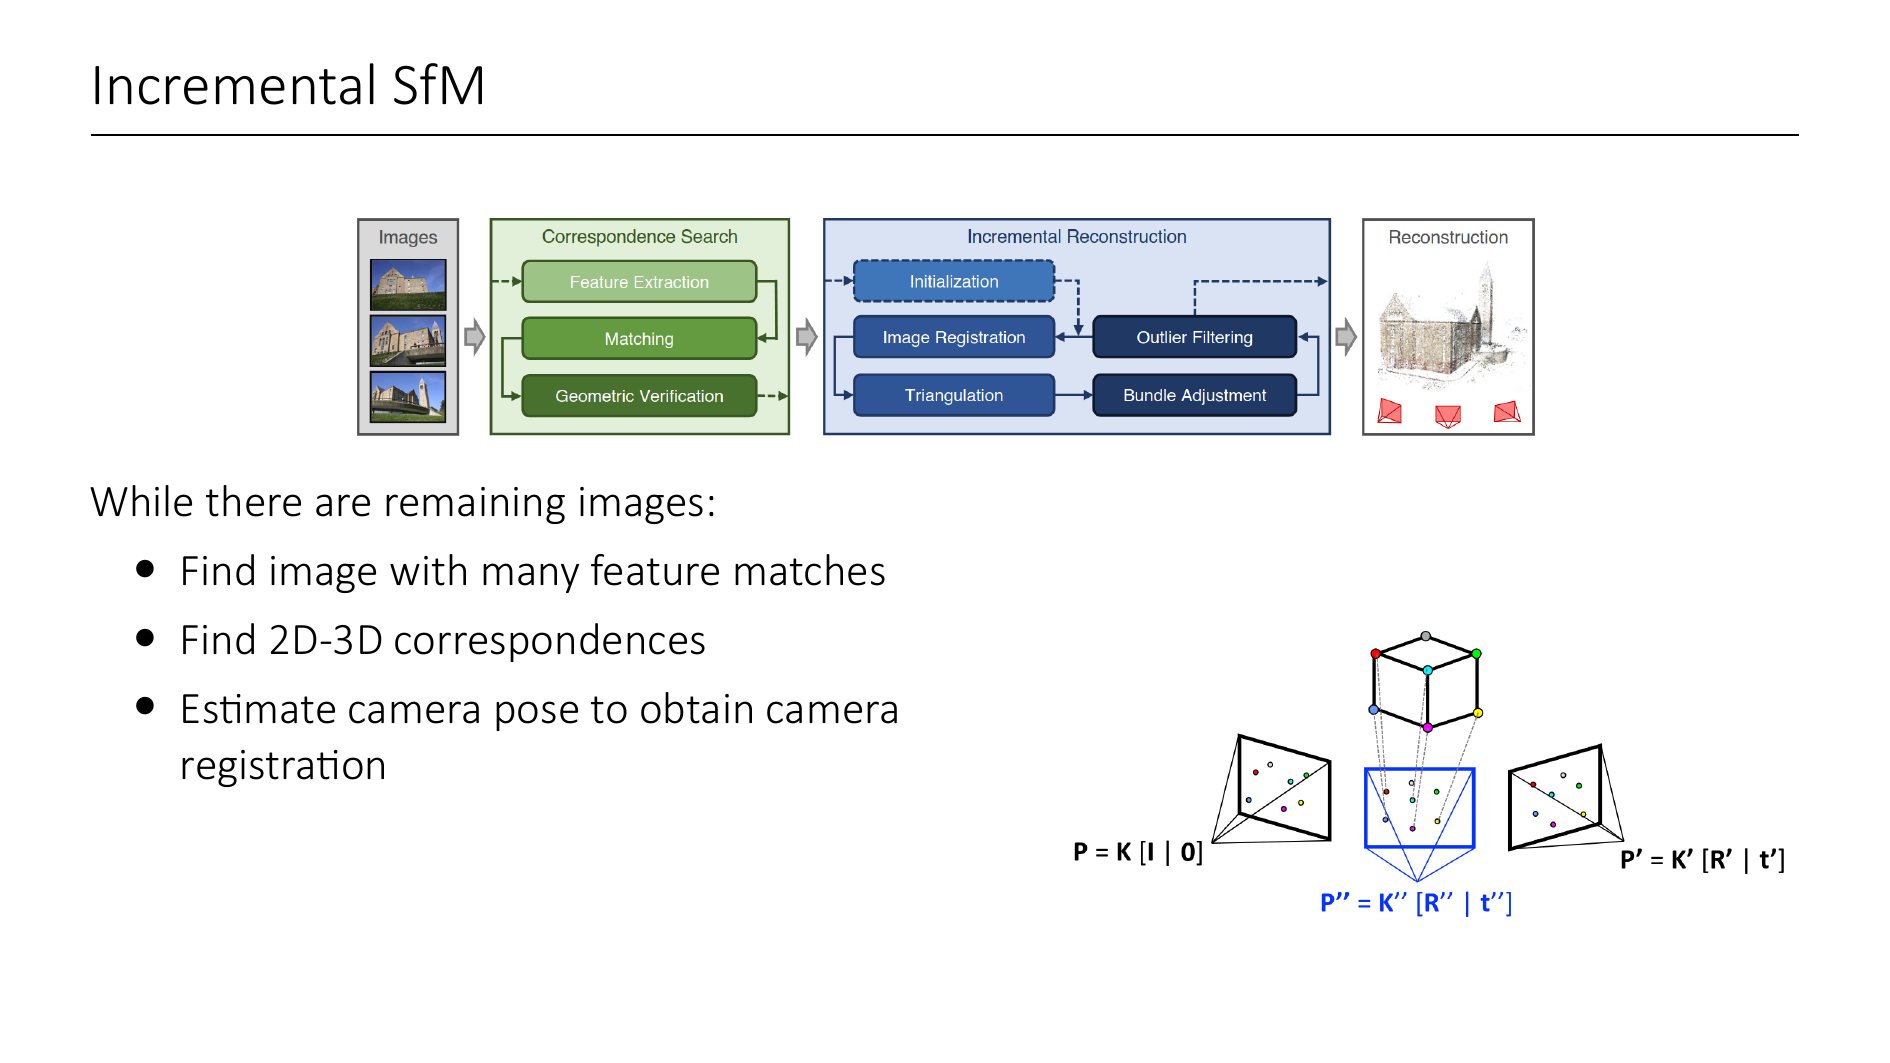 Incremental SfM
Images
Correspondence Search
Feature Extraction
Matching
Geometric Verification
Incremental Reconstruction
Initialization
Image Registration
Outlier Filtering
Triangulation
Bundle Adjustment
Reconstruction
While there are remaining images:
• Find image with many feature matches
• Find 2D-3D correspondences
• Estimate camera pose to obtain camera
registration
P = K [I | 0]
P’’ = K’’ [R’’ | t’’]
P’ = K’ [R’ | t’]